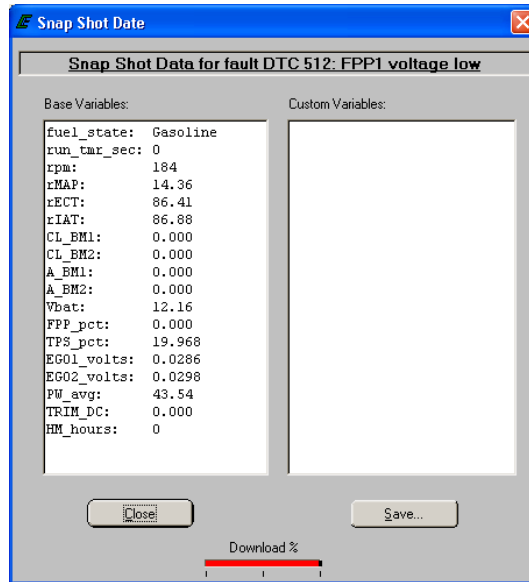 Snap Shot Date
Snap Shot Data for fault DTC 512: FPP1 voltage low
Base Variables:
fuel_state: Gasoline
run_tmr_sec: 0
rpm: 184
rMAP: 14.36
rECT: 86.41
rIAT: 86.88
CL_BM1: 0.000
CL_BM2: 0.000
A_BM1: 0.000
A_BM2: 0.000
Vbat: 12.16
FPP_pct: 0.000
TPS_pct: 19.968
EGO1_volts: 0.0286
EGO2_volts: 0.0298
PW_avg: 43.54
TRIM_DC: 0.000
HM_hours: 0
Custom Variables:
Close
Save...
Download %